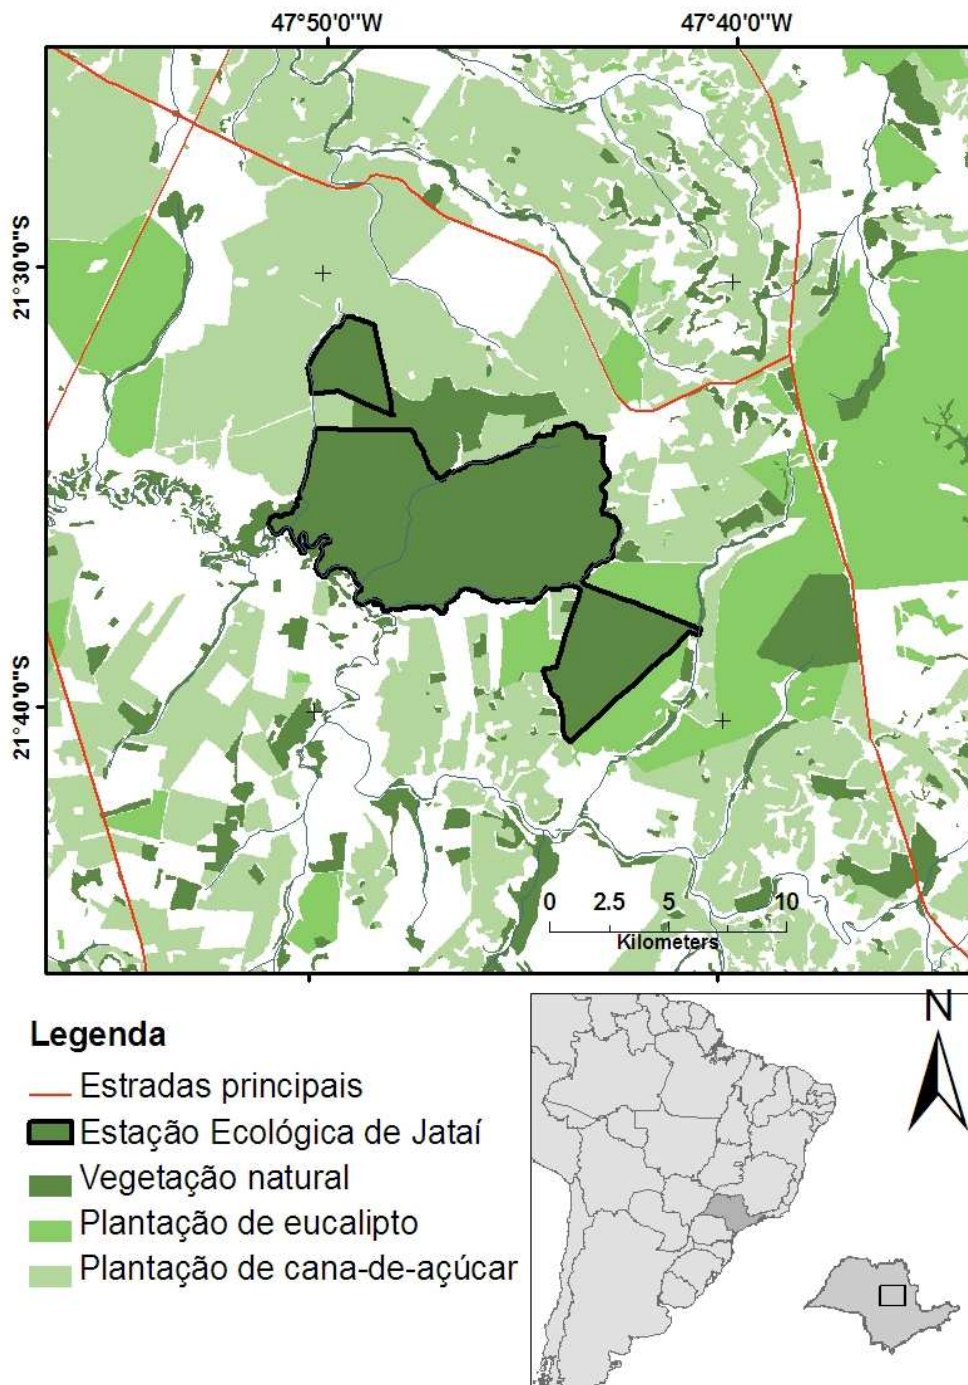 47°50'0"W 47°40'0"W
21°30'0"S
21°40'0"S
0 2.5 5 10
Kilometers
Legenda
Estradas principais
Estação Ecológica de Jataí
Vegetação natural
Plantação de eucalipto
Plantação de cana-de-açúcar
N